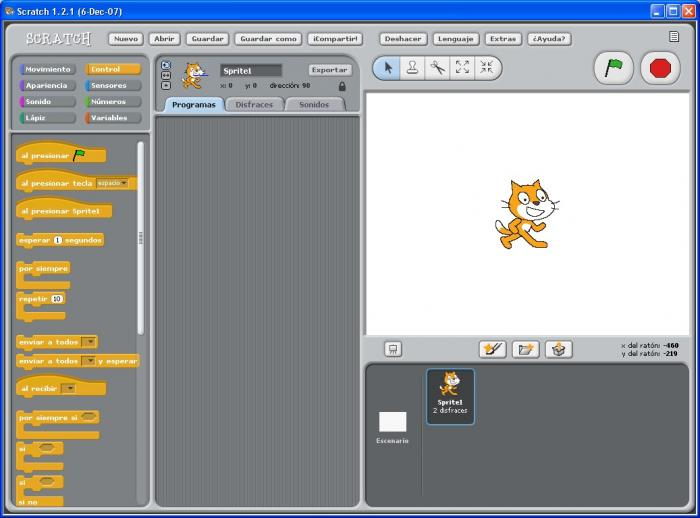 Scratch 1.2.1 (6-Dec-07)
SCRATCH
Nuevo
Abrir
Guardar
Guardar como
¡Compartir!
Deshacer
Lenguaje
Extras
¿Ayuda?
Movimiento
Control
Apariencia
Sensores
Sonido
Números
Lápiz
Variables
Sprite1
Exportar
x: 0 y: 0 dirección: 90
Programas
Disfraces
Sonidos
al presionar
al presionar tecla espacio
al presionar Sprite1
esperar 1 segundos
por siempre
repetir 10
enviar a todos
enviar a todos y esperar
al recibir
por siempre si
si
si
si no
x del ratón: -460
y del ratón: -219
Sprite1
2 disfraces
Escenario